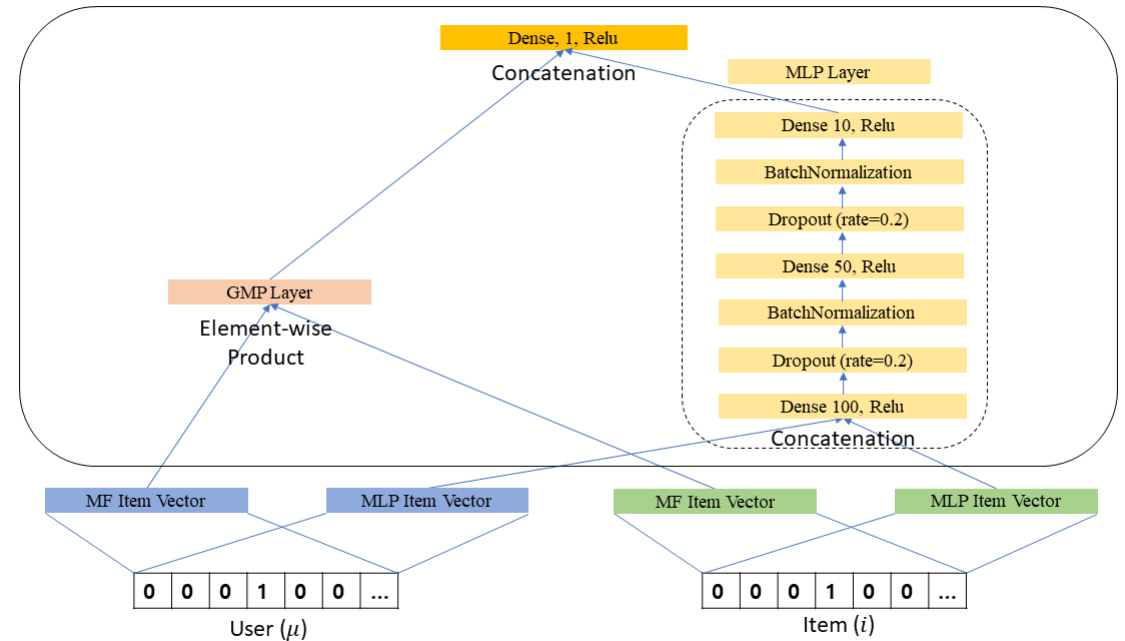 Dense, 1, Relu
Concatenation
MLP Layer
Dense 10, Relu
BatchNormalization
Dropout (rate=0.2)
Dense 50, Relu
BatchNormalization
Dropout (rate=0.2)
Dense 100, Relu
Concatenation
GMP Layer
Element-wise
Product
MF Item Vector
MLP Item Vector
MF Item Vector
MLP Item Vector
0 0 0 1 0 0 ...
User (μ)
0 0 0 1 0 0 ...
Item (i)